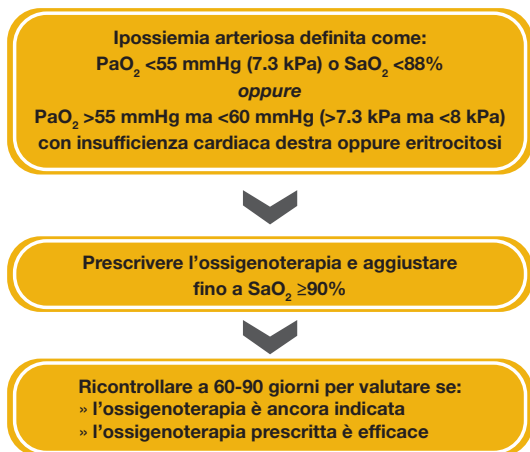 Ipossiemia arteriosa definita come:
PaO2 <55 mmHg (7.3 kPa) o SaO2 <88%
oppure
PaO2 >55 mmHg ma <60 mmHg (>7.3 kPa ma <8 kPa)
con insufficienza cardiaca destra oppure eritrocitosi
Prescrivere l’ossigenoterapia e aggiustare
fino a SaO2 ≥90%
Ricontrollare a 60-90 giorni per valutare se:
» l’ossigenoterapia è ancora indicata
» l’ossigenoterapia prescritta è efficace